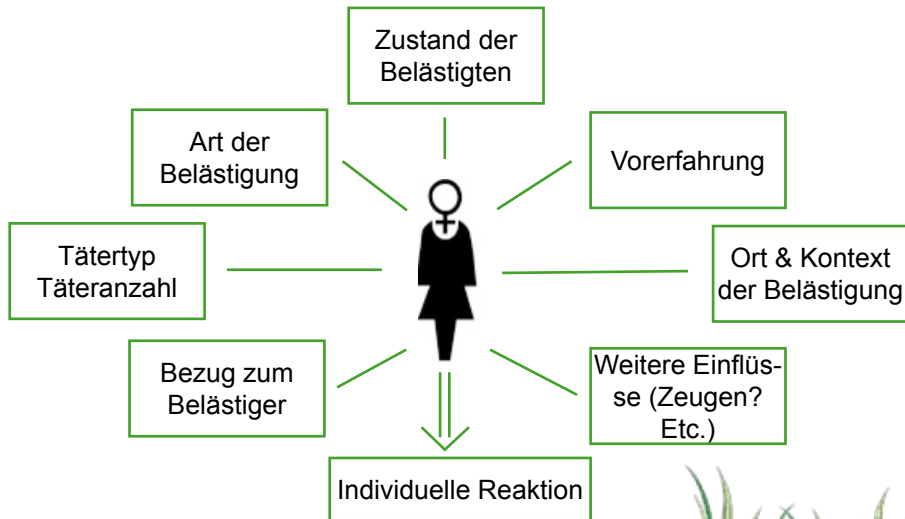 Zustand der
Belästigten
Art der
Belästigung
Vorerfahrung
Tätertyp
Täteranzahl
Ort & Kontext
der Belästigung
Bezug zum
Belästiger
Weitere Einflüs-
se (Zeugen?
Etc.)
Individuelle Reaktion